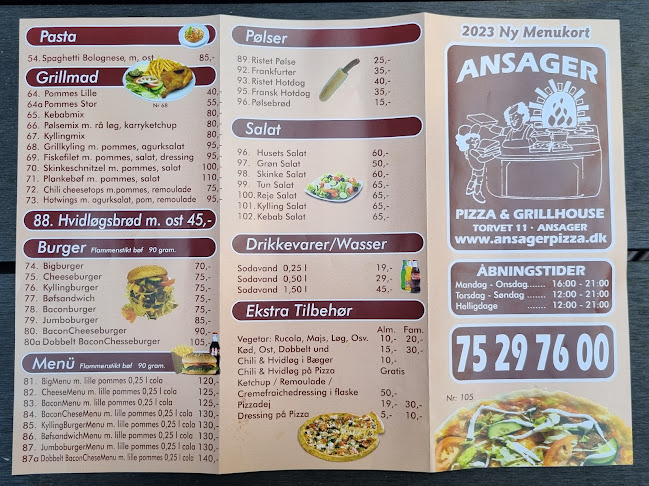 Pasta
54. Spaghetti Bolognese, m, ost 85,-
Grillmad
Nr 68
64. Pommes Lille 40,-
64a Pommes Stor 55,-
65. Kebabmix 80,-
66. Pølsemix m. rå løg, karryketchup 80,-
67. Kyllingmix 80,-
68. Grillkyling m. pommes, agurksalat 95,-
69. Fiskefilet m. pommes, salat, dressing 95,-
70. Skinkeschnitzel m. pommes, salat 100,-
71. Plankebøf m. pommes, salat 110,-
72. Chili cheesetops m. pommes, remoulade 75,-
73. Hotwings m. agurksalat, pom, remoulade 95,-
88. Hvidløgsbrød m. ost 45,-
Burger Flammenstikt bøf 90 gram.
74. Bigburger 70,-
75. Cheeseburger 75,-
76. Kyllingburger 75,-
77. Bøfsandwich 75,-
78. Baconburger 75,-
79. Jumboburger 85,-
80. BaconCheeseburger 80,-
80a Dobbelt BaconChesseburger 90,-
Menü Flammenstikt bøf 90 gram.
81. BigMenu m. lille pommes 0,25 l cola 120,-
82. CheeseMenu m. lille pommes 0,25 l cola 125,-
83. BaconMenu m. lille pommes 0,25 l cola 125,-
84. BaconCheseMenu m lille pommes 0,25 l cola 130,-
85. KyllingBurgerMenu m lille pommes 0,25 l cola 130,-
86. BøfsandwichMenu m. lille pommes 0,25 l cola 130,-
87. JumboburgerMenu m lille pommes 0,25 l cola 130,-
87a Dobbelt BaconCheseMenu m lille pommes 0,25 l cola 140,-
Pølser
89. Ristet Pølse 25,-
92. Frankfurter 35,-
93. Ristet Hotdog 40,-
95. Fransk Hotdog 35,-
96. Pølsebrød 15,-
Salat
96. Husets Salat 60,-
97. Grøn Salat 50,-
98. Skinke Salat 60,-
99. Tun Salat 65,-
100. Reje Salat 65,-
101. Kylling Salat 65,-
102. Kebab Salat 65,-
Drikkevarer/Wasser
Sodavand 0,25 l 19,-
Sodavand 0,50 l 29,-
Sodavand 1,50 l 45,-
Ekstra Tilbehør
Alm. Fam.
Vegetar: Rucola, Majs, Løg, Osv. 10,- 20,-
Kød, Ost, Dobbelt und 15,- 30,-
Chili & Hvidløg i Bæger 10,-
Chili & Hvidløg på Pizza Gratis
Ketchup / Remoulade /
Cremefraichedressing i flaske 50,-
Pizzadej 19,- 30,-
Dressing på Pizza 5,- 10,-
2023 Ny Menukort
ANSAGER
PIZZA & GRILLHOUSE
TORVET 11 · ANSAGER
www.ansagerpizza.dk
ÅBNINGSTIDER
Mandag - Onsdag....... 16:00 - 21:00
Torsdag - Søndag ....... 12:00 - 21:00
Helligdage ....... 12:00 - 21:00
75 29 76 00
Nr. 105